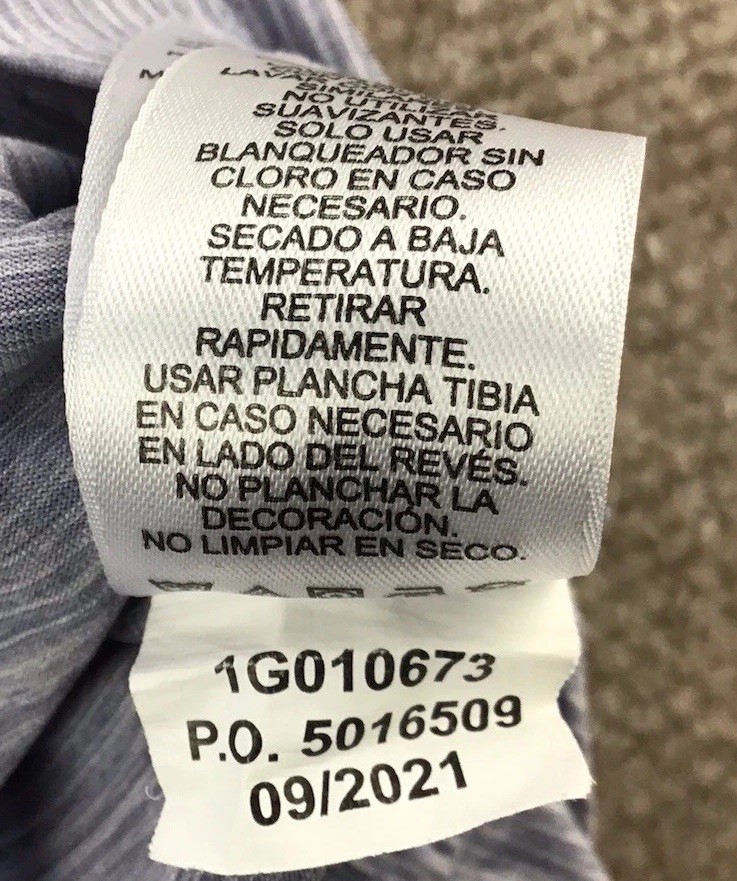 SIMILARES.
NO UTILIZAR
SUAVIZANTES.
SOLO USAR
BLANQUEADOR SIN
CLORO EN CASO
NECESARIO.
SECADO A BAJA
TEMPERATURA.
RETIRAR
RAPIDAMENTE.
USAR PLANCHA TIBIA
EN CASO NECESARIO
EN LADO DEL REVÉS.
NO PLANCHAR LA
DECORACIÓN.
NO LIMPIAR EN SECO.
1G010673
P.O. 5016509
09/2021